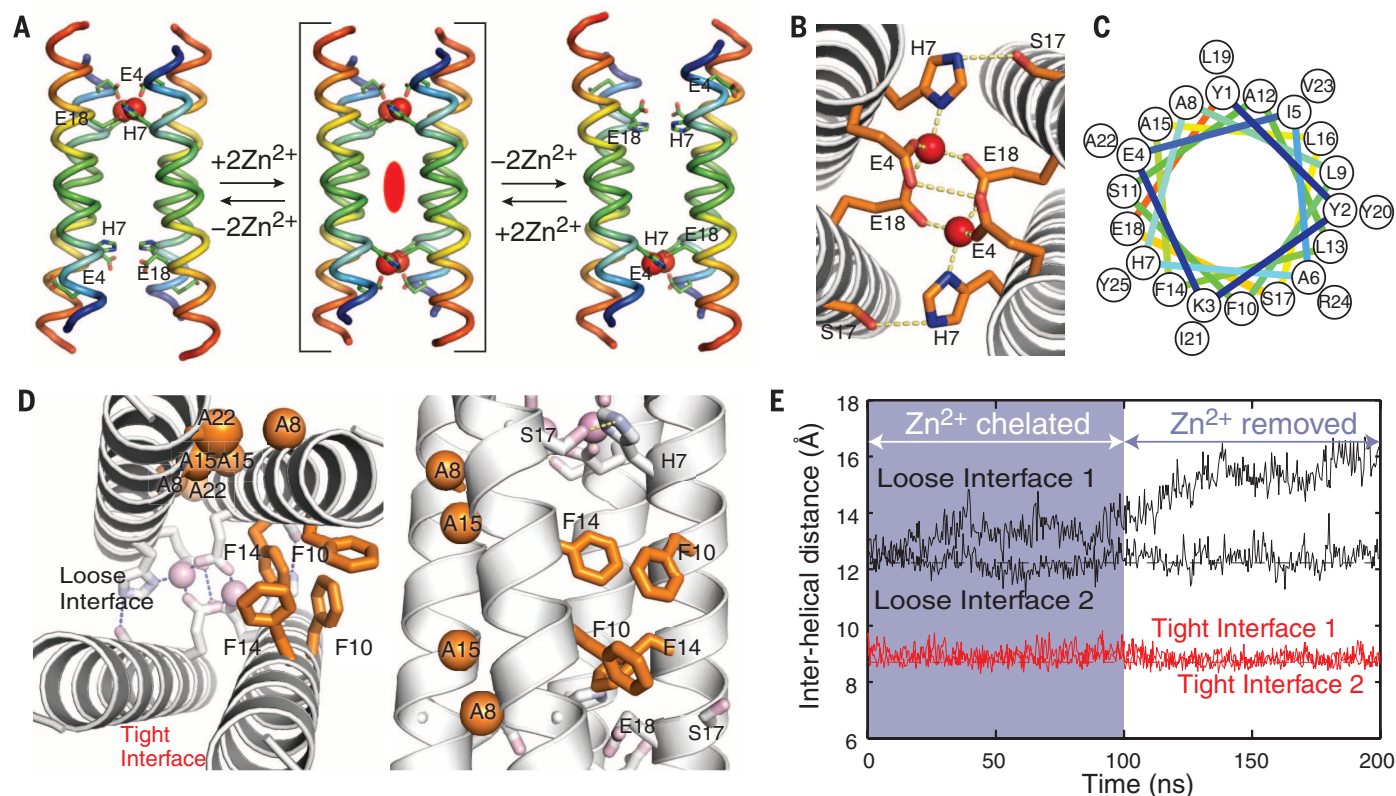 A
E4
E18
H7
H7
E4
E18
+2Zn2+
−2Zn2+
−2Zn2+
+2Zn2+
E4
E18
H7
H7
E18
E4
B
H7
S17
E4
E18
E18
E4
S17
H7
C
L19
Y1
A12
V23
A8
I5
A15
L16
A22
E4
L9
S11
Y2
Y20
E18
L13
H7
A6
Y25
F14
K3
F10
S17
R24
I21
D
A22
A8
A15
A15
A8
A22
F14
F10
Loose
Interface
F14
F10
Tight
Interface
S17
H7
A8
A15
F14
F10
F10
F14
A15
A8
E18
S17
E
Inter-helical distance (Å)
18
16
14
12
10
8
6
Zn2+ chelated
Zn2+ removed
Loose Interface 1
Loose Interface 2
Tight Interface 1
Tight Interface 2
0
50
100
150
200
Time (ns)